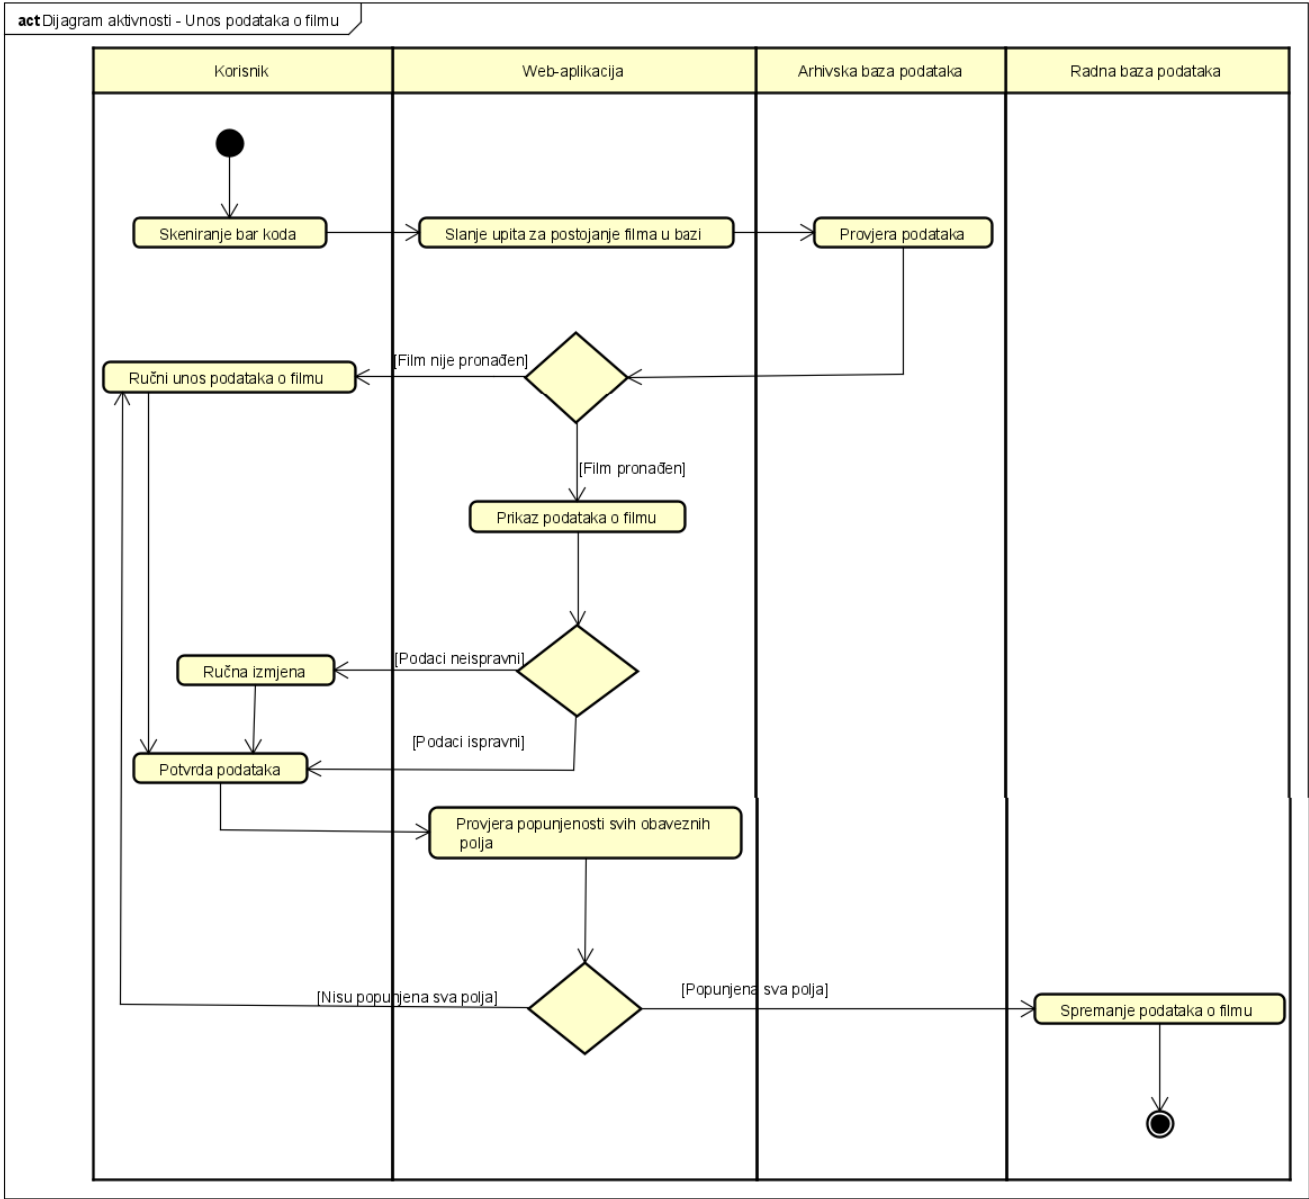 act Dijagram aktivnosti - Unos podataka o filmu
Korisnik
Web-aplikacija
Arhivska baza podataka
Radna baza podataka
Skeniranje bar koda
Slanje upita za postojanje filma u bazi
Provjera podataka
[Film nije pronađen]
Ručni unos podataka o filmu
[Film pronađen]
Prikaz podataka o filmu
[Podaci neispravni]
Ručna izmjena
[Podaci ispravni]
Potvrda podataka
Provjera popunjenosti svih obaveznih
polja
[Nisu popunjena sva polja]
[Popunjena sva polja]
Spremanje podataka o filmu